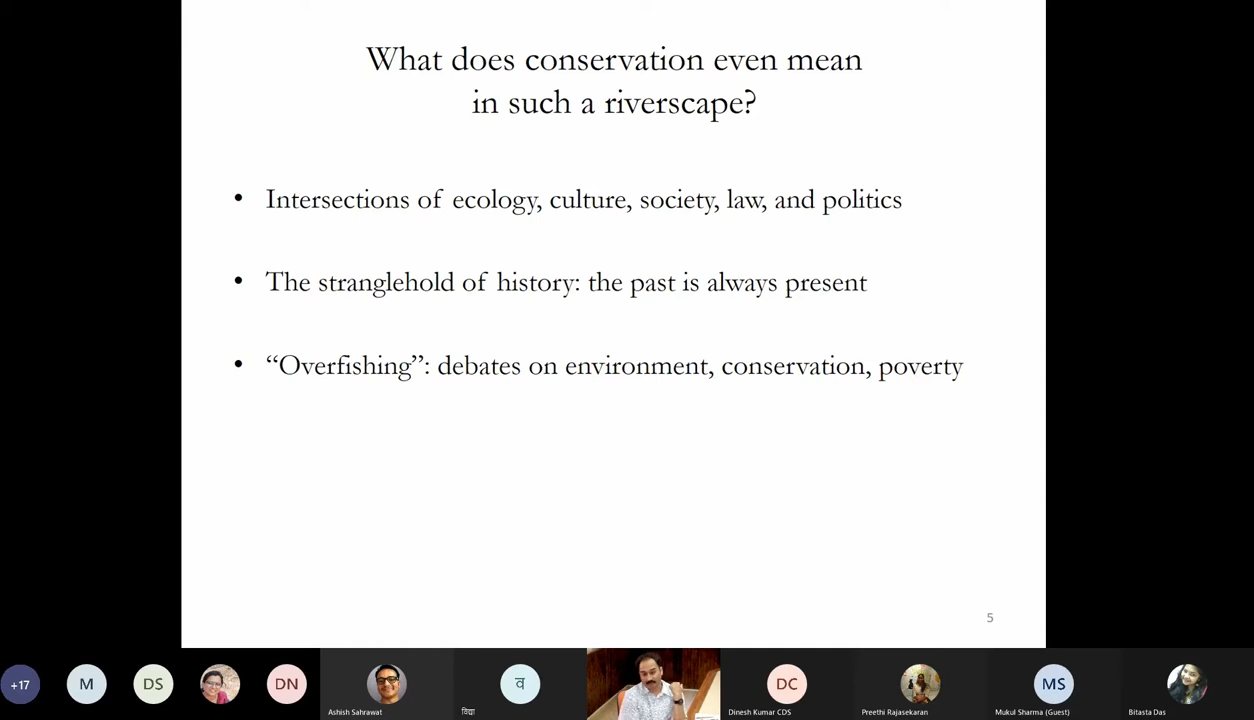 What does conservation even mean
in such a riverscape?
• Intersections of ecology, culture, society, law, and politics
• The stranglehold of history: the past is always present
• “Overfishing”: debates on environment, conservation, poverty
5
+17
M
DS
DN
Ashish Sahrawat
व
विद्या
DC
Dinesh Kumar CDS
Preethi Rajasekaran
MS
Mukul Sharma (Guest)
Bitasta Das